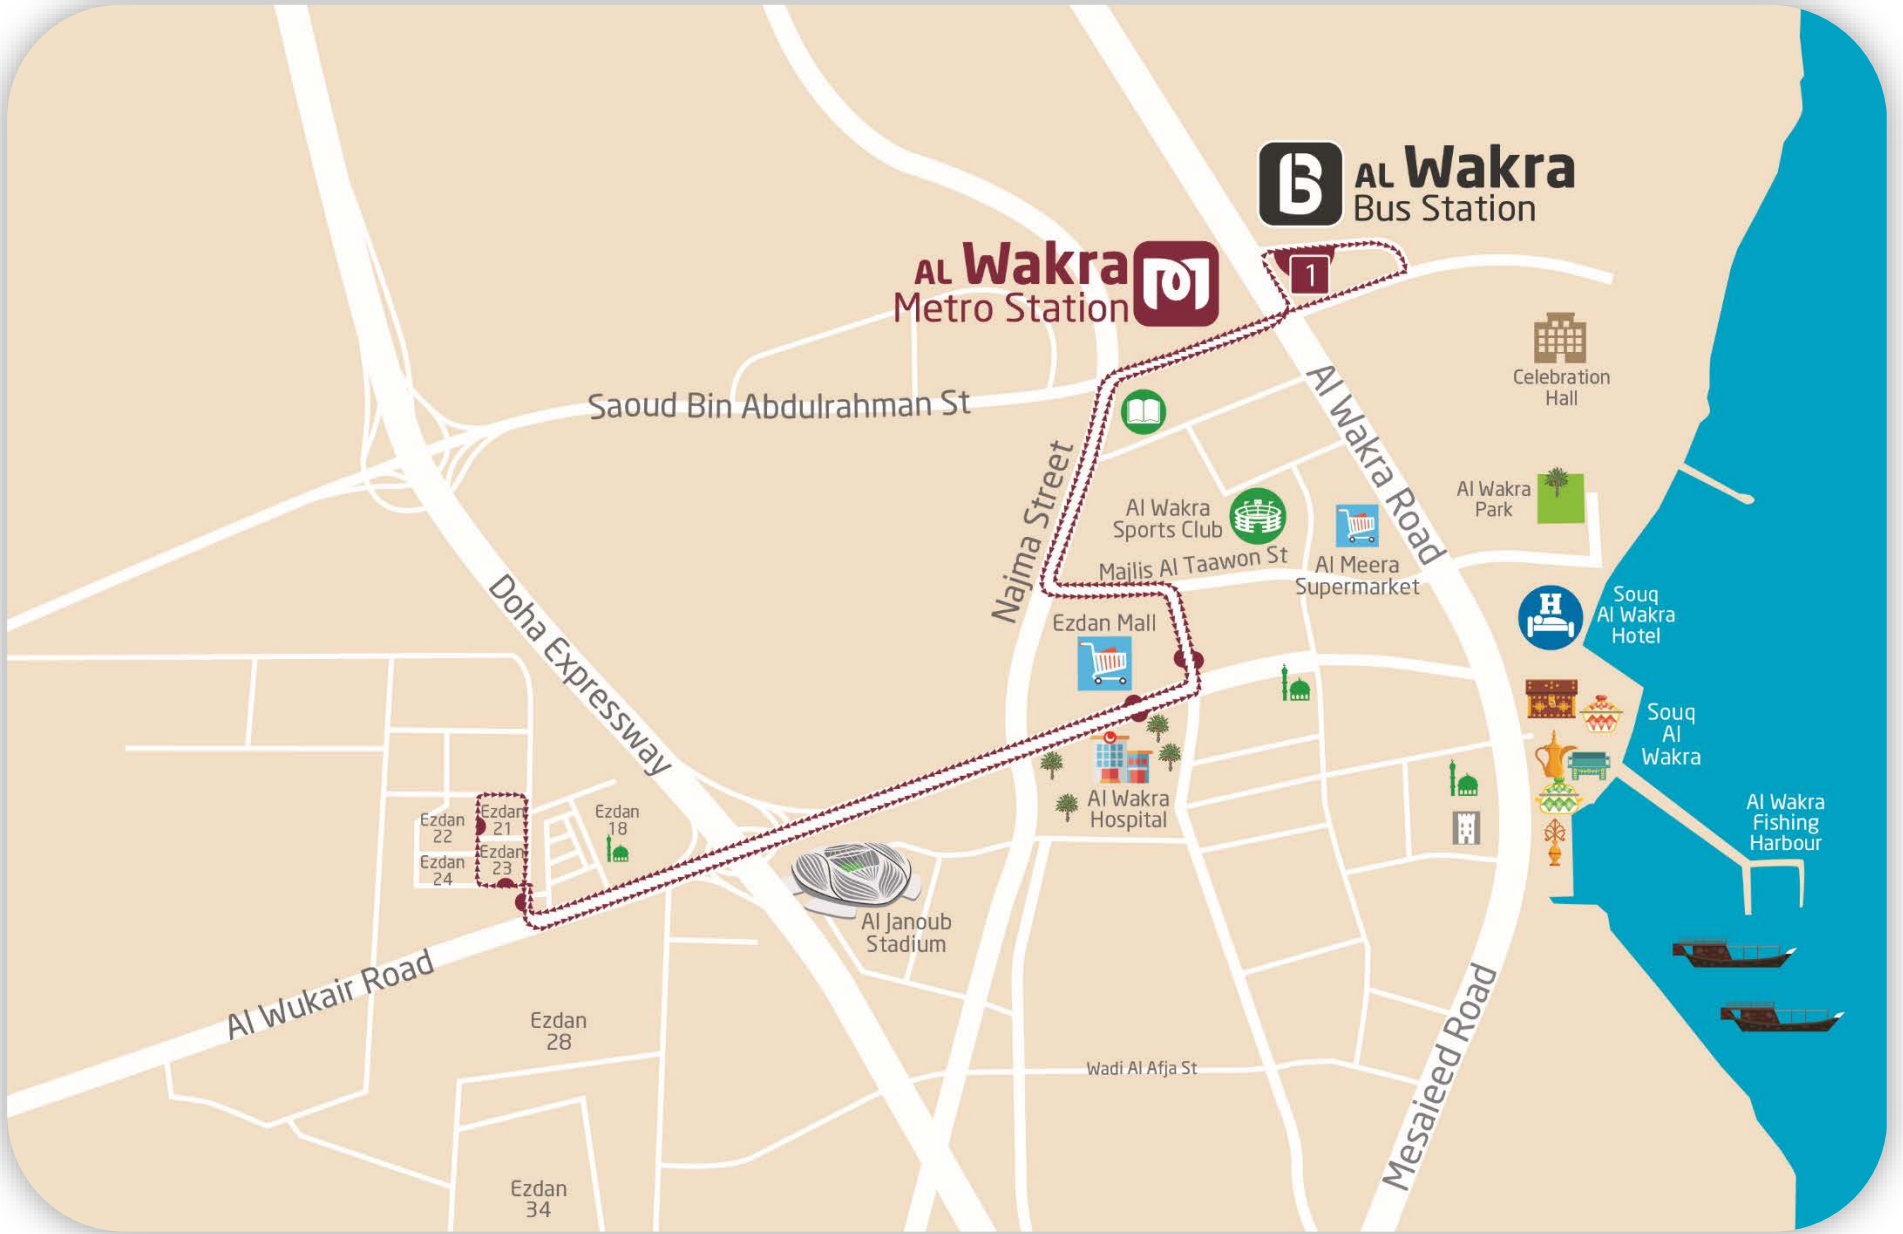 B
AL Wakra
Bus Station
AL Wakra
Metro Station
1
Celebration
Hall
Saoud Bin Abdulrahman St
Al Wakra Road
Najma Street
Al Wakra
Park
Al Wakra
Sports Club
Majlis Al Taawon St
Al Meera
Supermarket
Doha Expressway
H
Souq
Al Wakra
Hotel
Ezdan Mall
Souq
Al
Wakra
Al Wakra
Hospital
Al Wakra
Fishing
Harbour
Ezdan
22
Ezdan
21
Ezdan
18
Ezdan
24
Ezdan
23
Al Janoub
Stadium
Al Wukair Road
Ezdan
28
Wadi Al Afja St
Mesaieed Road
Ezdan
34